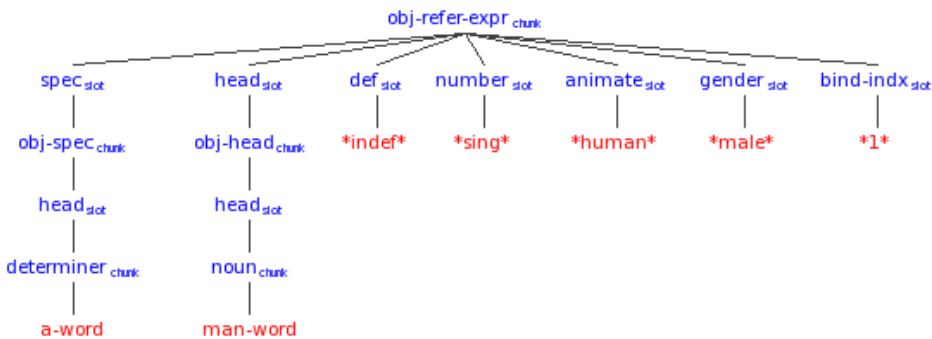 obj-refer-expr chunk
spec slot head slot def slot number slot animate slot gender slot bind-indx slot
obj-spec chunk obj-head chunk *indef* *sing* *human* *male* *1*
head slot head slot
determiner chunk noun chunk
a-word man-word